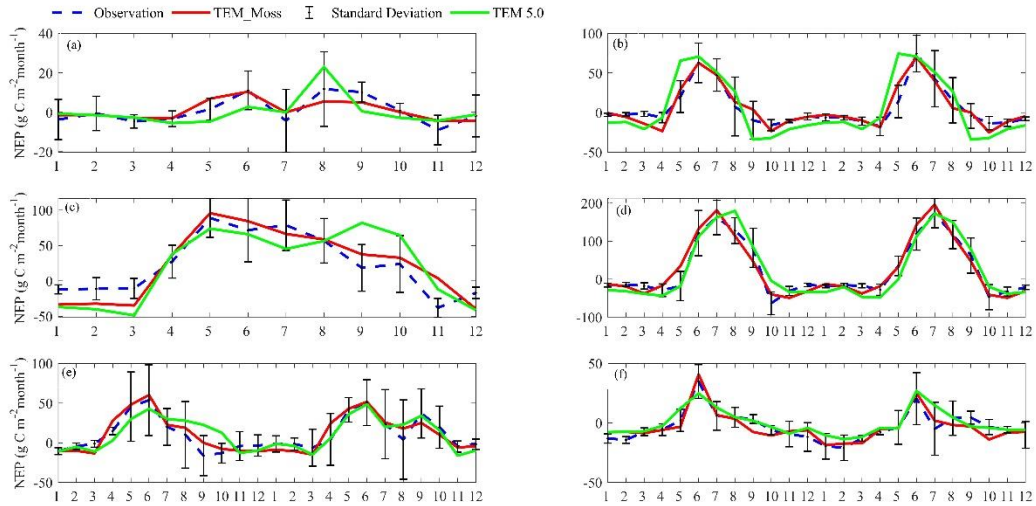 Observation TEM_Moss Standard Deviation TEM 5.0
(a)
NEP (g C m⁻²month⁻¹)
40
20
0
-20
1 2 3 4 5 6 7 8 9 10 11 12
(b)
100
50
0
-50
1 2 3 4 5 6 7 8 9 10 11 12 1 2 3 4 5 6 7 8 9 10 11 12
(c)
NEP (g C m⁻²month⁻¹)
100
50
0
-50
1 2 3 4 5 6 7 8 9 10 11 12
(d)
200
100
0
-100
1 2 3 4 5 6 7 8 9 10 11 12 1 2 3 4 5 6 7 8 9 10 11 12
(e)
NEP (g C m⁻²month⁻¹)
100
50
0
-50
1 2 3 4 5 6 7 8 9 10 11 12 1 2 3 4 5 6 7 8 9 10 11 12
(f)
50
0
-50
1 2 3 4 5 6 7 8 9 10 11 12 1 2 3 4 5 6 7 8 9 10 11 12